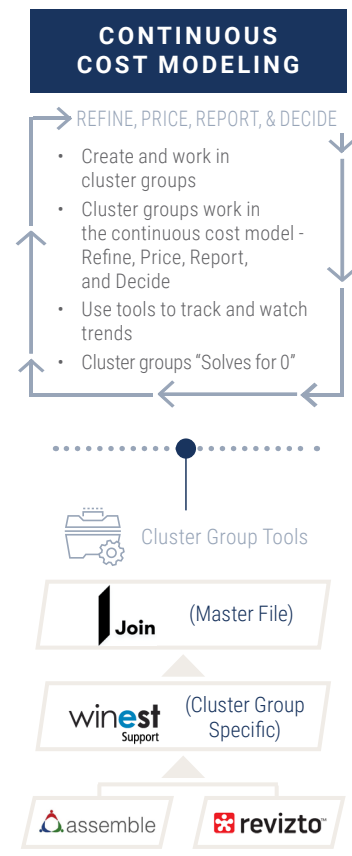 CONTINUOUS
COST MODELING
REFINE, PRICE, REPORT, & DECIDE
• Create and work in
cluster groups
• Cluster groups work in
the continuous cost model -
Refine, Price, Report,
and Decide
• Use tools to track and watch
trends
• Cluster groups "Solves for 0"
Cluster Group Tools
Join (Master File)
winest (Cluster Group
Support Specific)
assemble revizto™